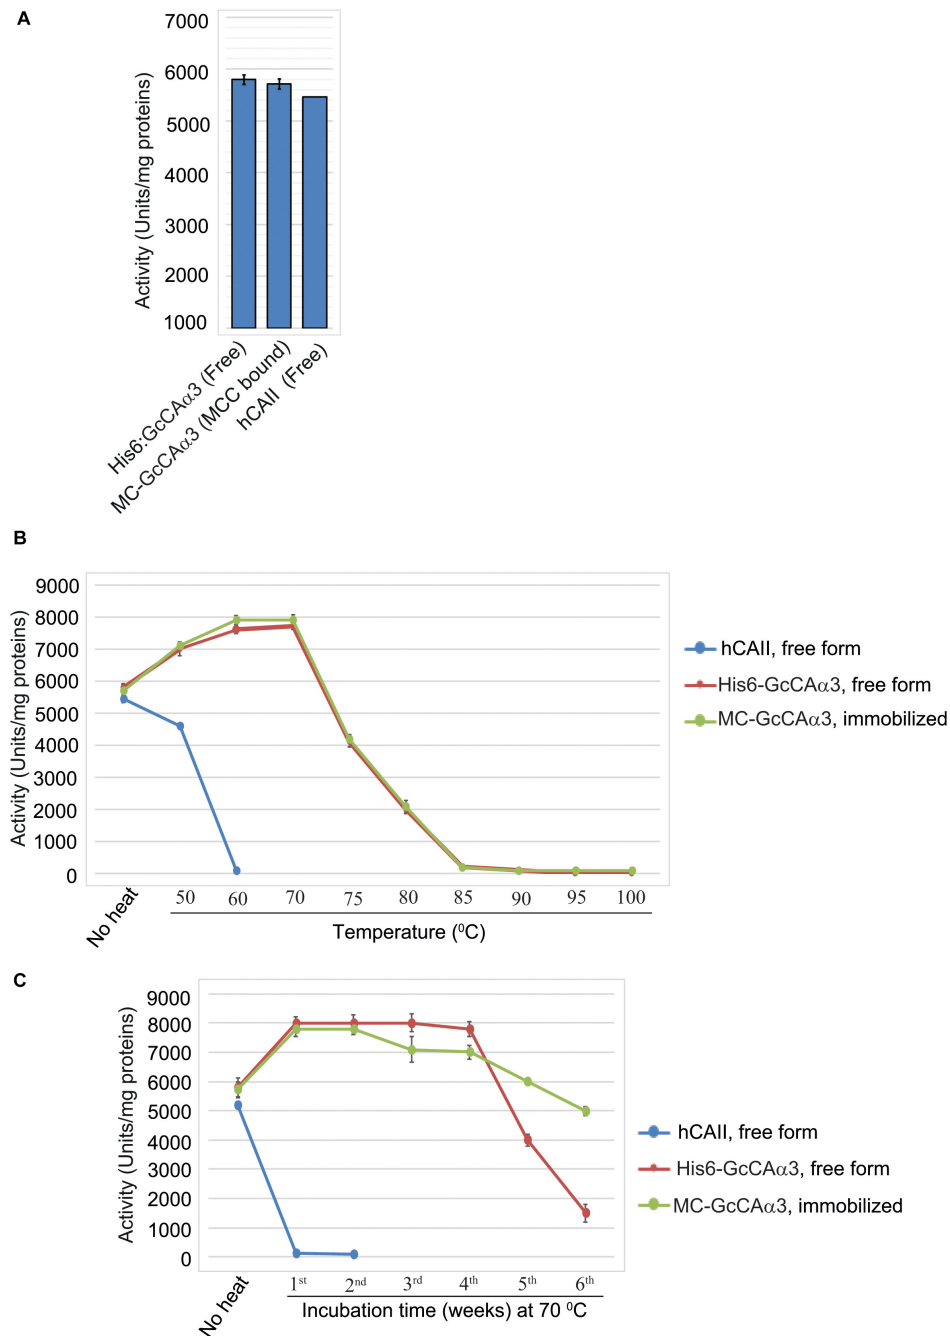 A
7000
6000
5000
4000
3000
2000
1000
Activity (Units/mg proteins)
His6:GcCAα3 (Free)
MC-GcCAα3 (MCC bound)
hCAII (Free)
B
9000
8000
7000
6000
5000
4000
3000
2000
1000
0
Activity (Units/mg proteins)
No heat
50 60 70 75 80 85 90 95 100
Temperature (⁰C)
hCAII, free form
His6-GcCAα3, free form
MC-GcCAα3, immobilized
C
9000
8000
7000
6000
5000
4000
3000
2000
1000
0
Activity (Units/mg proteins)
No heat
1st 2nd 3rd 4th 5th 6th
Incubation time (weeks) at 70 ⁰C
hCAII, free form
His6-GcCAα3, free form
MC-GcCAα3, immobilized